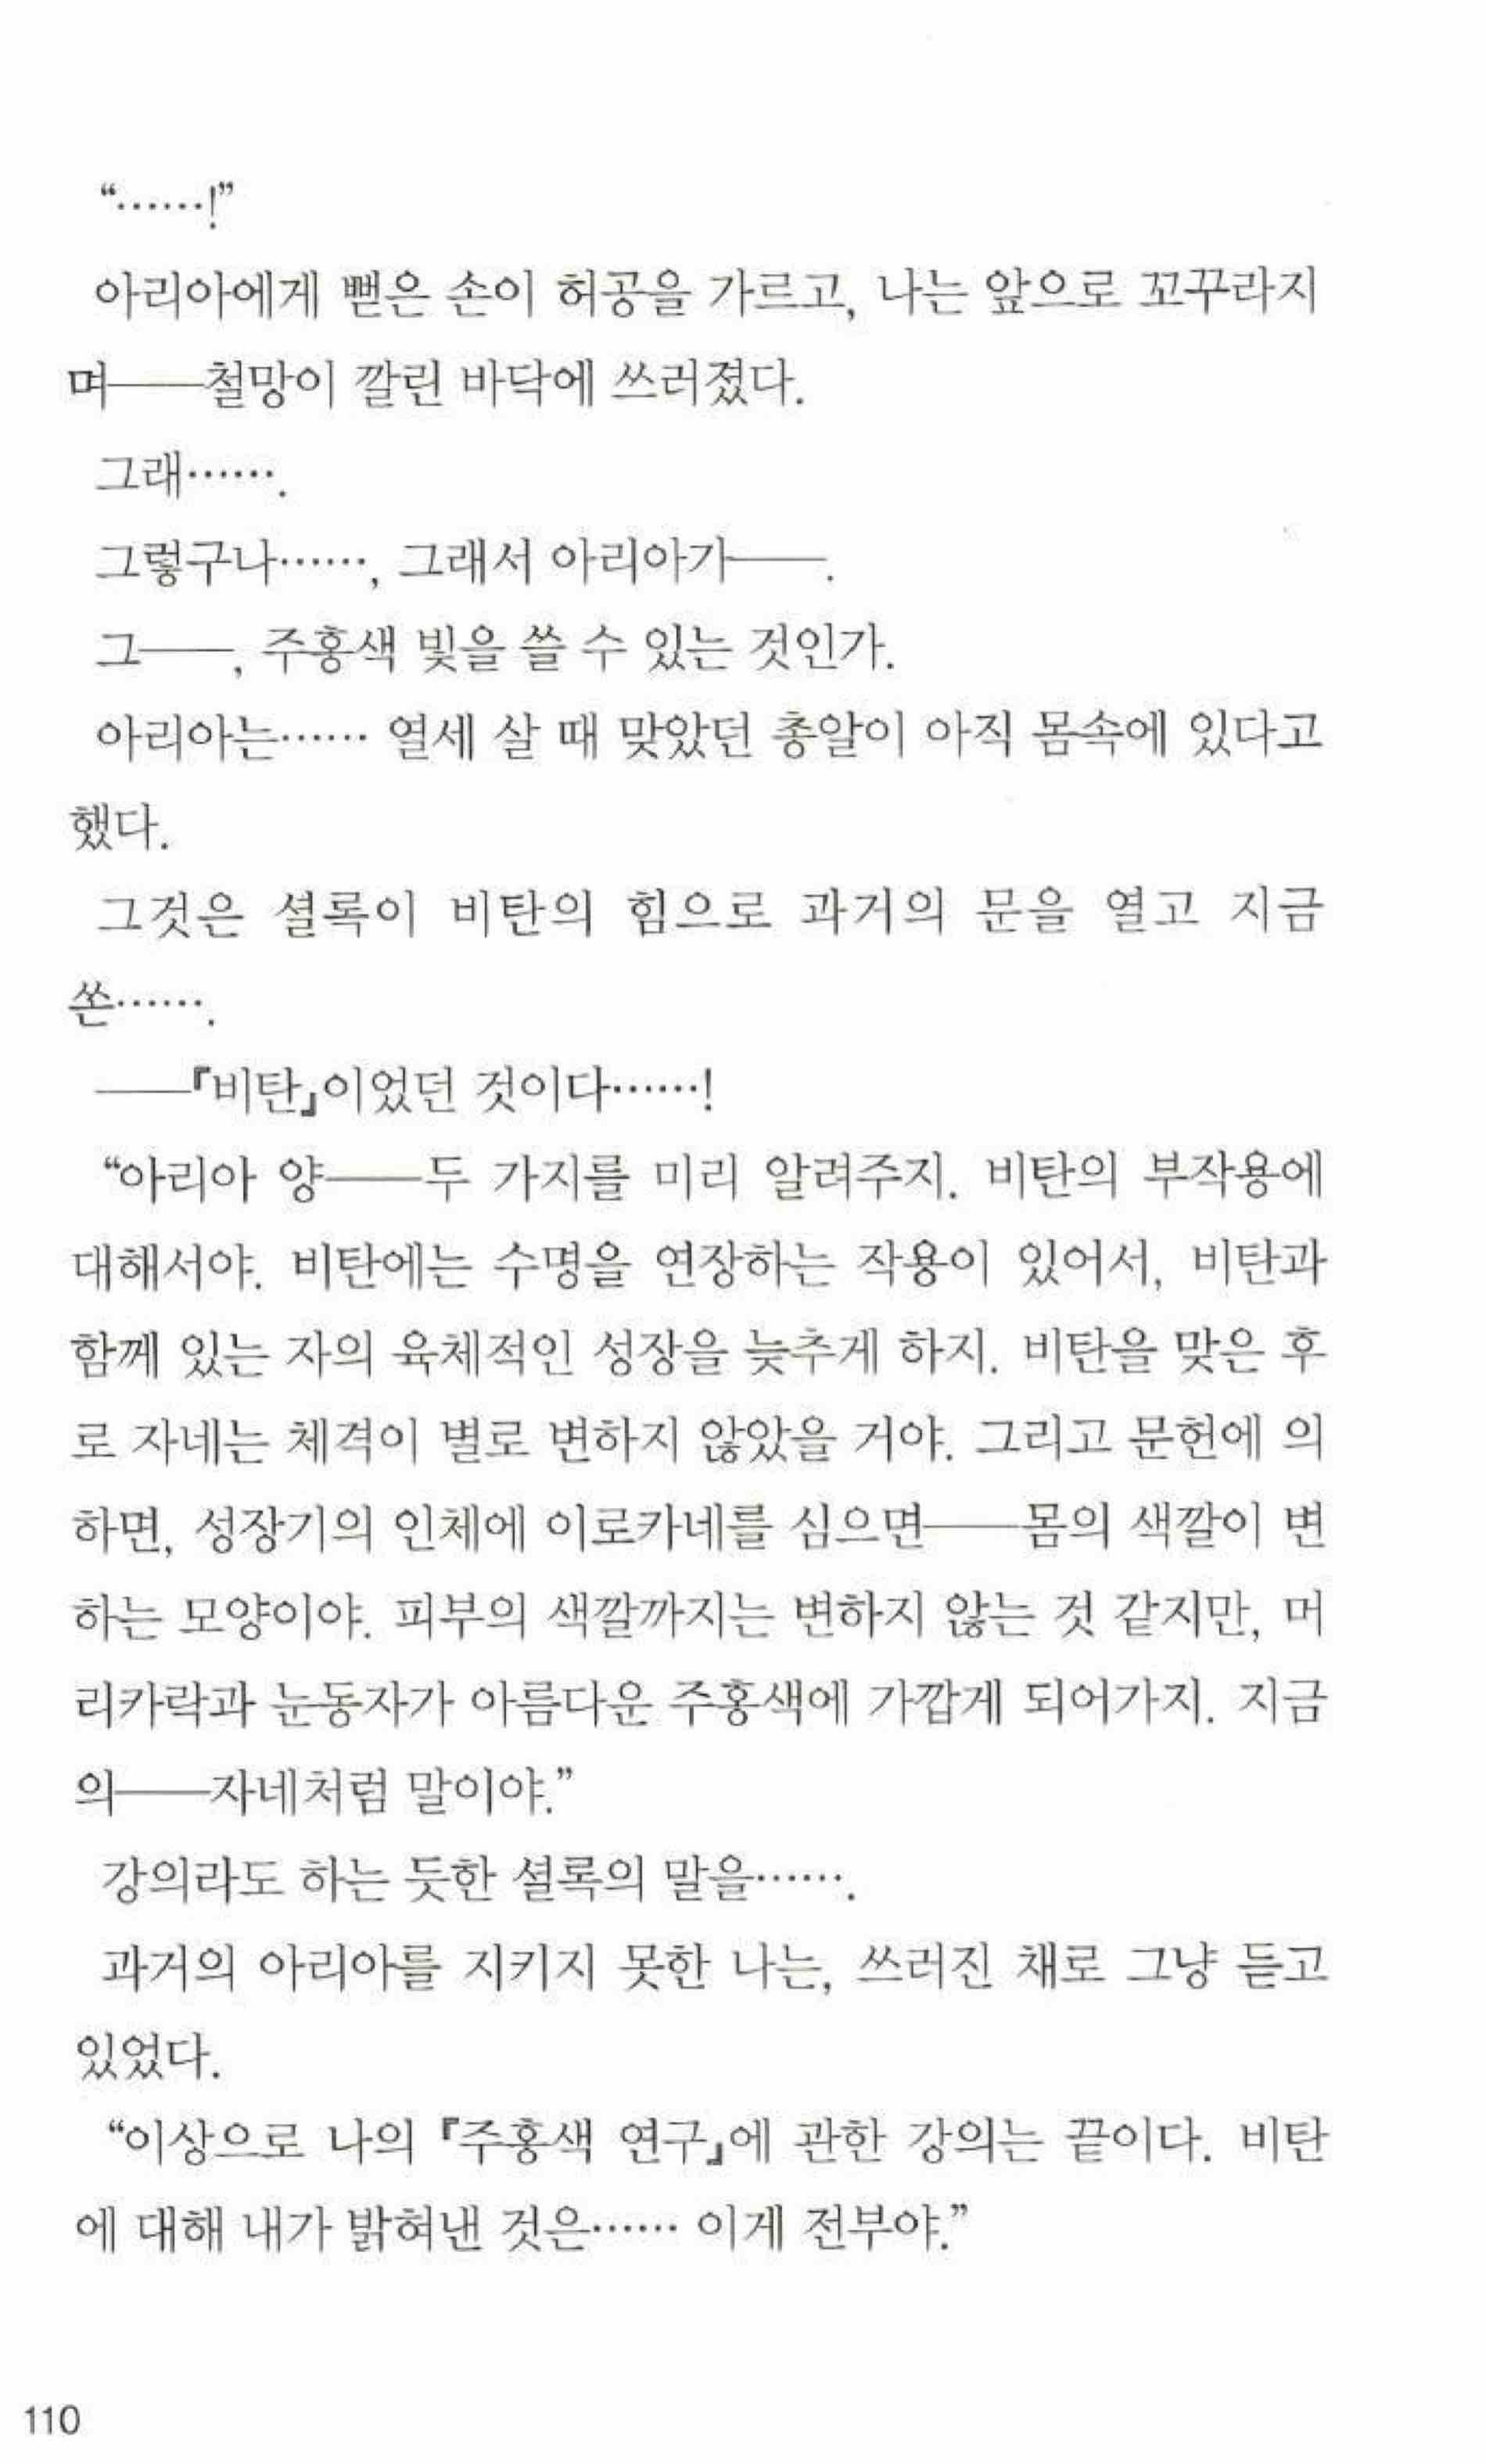 “……!”
아리아에게 뻗은 손이 허공을 가르고, 나는 앞으로 꼬꾸라지
며──철망이 깔린 바닥에 쓰러졌다.
그래…….
그렇구나……, 그래서 아리아가──.
그──, 주홍색 빛을 쓸 수 있는 것인가.
아리아는…… 열세 살 때 맞았던 총알이 아직 몸속에 있다고
했다.
그것은 셜록이 비탄의 힘으로 과거의 문을 열고 지금
쏜…….
──『비탄』이었던 것이다……!
“아리아 양──두 가지를 미리 알려주지. 비탄의 부작용에
대해서야. 비탄에는 수명을 연장하는 작용이 있어서, 비탄과
함께 있는 자의 육체적인 성장을 늦추게 하지. 비탄을 맞은 후
로 자네는 체격이 별로 변하지 않았을 거야. 그리고 문헌에 의
하면, 성장기의 인체에 이로카네를 심으면──몸의 색깔이 변
하는 모양이야. 피부의 색깔까지는 변하지 않는 것 같지만, 머
리카락과 눈동자가 아름다운 주홍색에 가깝게 되어가지. 지금
의──자네처럼 말이야.”
강의라도 하는 듯한 셜록의 말을…….
과거의 아리아를 지키지 못한 나는, 쓰러진 채로 그냥 듣고
있었다.
“이상으로 나의 『주홍색 연구』에 관한 강의는 끝이다. 비탄
에 대해 내가 밝혀낸 것은…… 이게 전부야.”
110